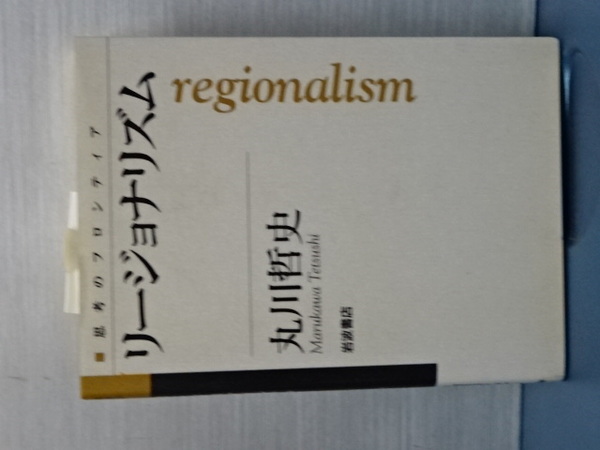 思考のフロンティア
リージョナリズム
regionalism
丸川哲史
Marukawa Tetsushi
岩波書店